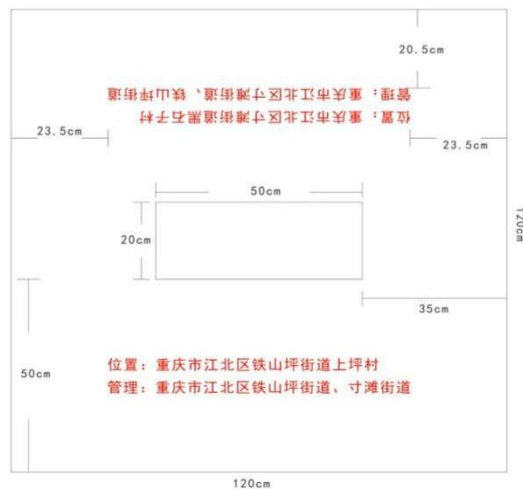 20.5cm
管理：重庆市江北区寸滩街道、铁山坪街道
位置：重庆市江北区寸滩街道黑石子村
23.5cm
23.5cm
50cm
20cm
120cm
35cm
位置：重庆市江北区铁山坪街道上坪村
管理：重庆市江北区铁山坪街道、寸滩街道
50cm
120cm